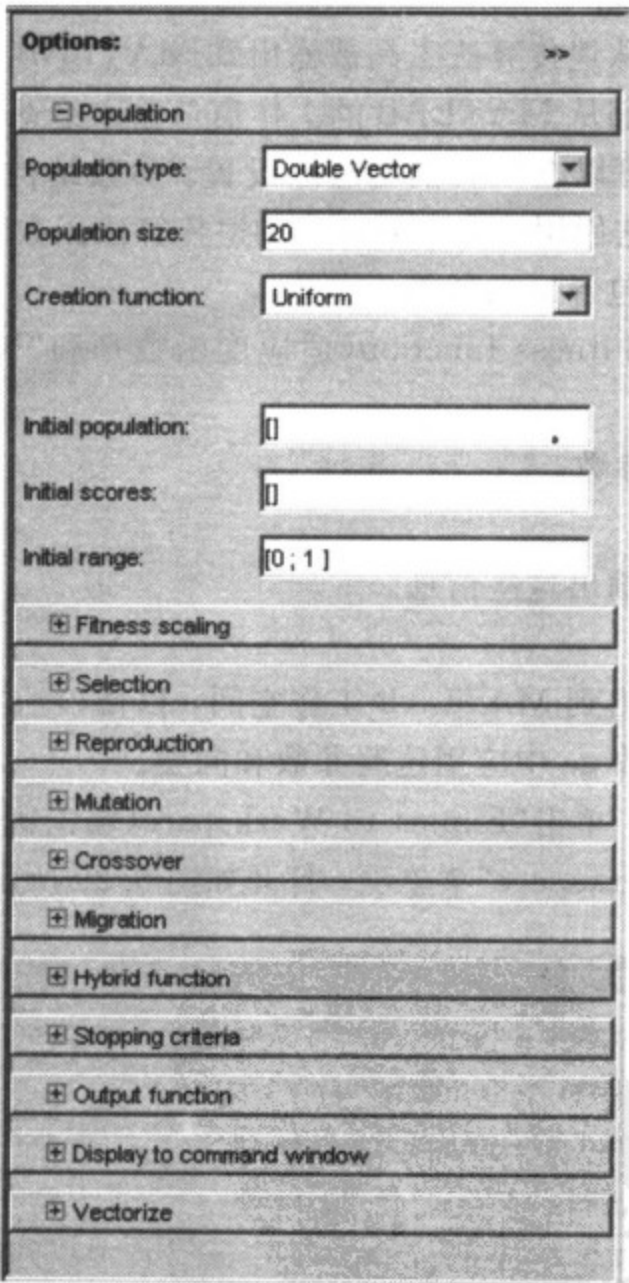 Options:
>>
Population
Population type: Double Vector
Population size: 20
Creation function: Uniform
Initial population: []
Initial scores: []
Initial range: [0 ; 1 ]
Fitness scaling
Selection
Reproduction
Mutation
Crossover
Migration
Hybrid function
Stopping criteria
Output function
Display to command window
Vectorize